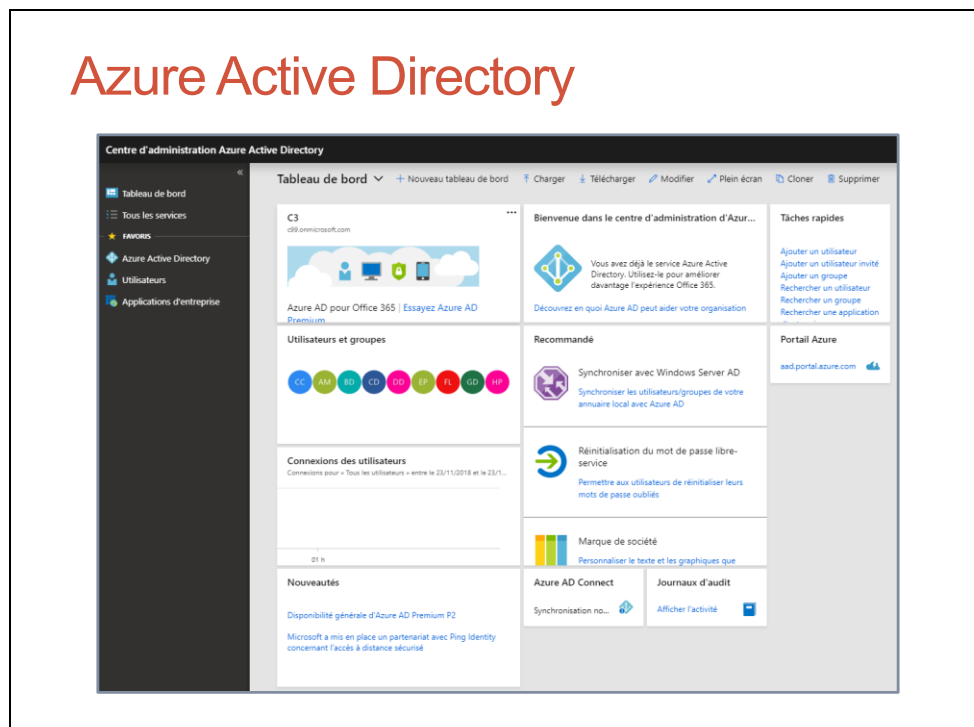 Azure Active Directory
Centre d'administration Azure Active Directory
«
Tableau de bord
Tous les services
FAVORIS
Azure Active Directory
Utilisateurs
Applications d'entreprise
Tableau de bord
+ Nouveau tableau de bord
Charger
Télécharger
Modifier
Plein écran
Cloner
Supprimer
C3
...
c99.onmicrosoft.com
Azure AD pour Office 365 | Essayez Azure AD
Premium
Bienvenue dans le centre d'administration d'Azur...
Vous avez déjà le service Azure Active
Directory. Utilisez-le pour améliorer
davantage l'expérience Office 365.
Découvrez en quoi Azure AD peut aider votre organisation
Tâches rapides
Ajouter un utilisateur
Ajouter un utilisateur invité
Ajouter un groupe
Rechercher un utilisateur
Rechercher un groupe
Rechercher une application
Utilisateurs et groupes
CC AM BD CD DD EP FL GD HP
Recommandé
Synchroniser avec Windows Server AD
Synchroniser les utilisateurs/groupes de votre
annuaire local avec Azure AD
Portail Azure
aad.portal.azure.com
Connexions des utilisateurs
Connexions pour « Tous les utilisateurs » entre le 23/11/2018 et le 23/1...
01 h
Réinitialisation du mot de passe libre-
service
Permettre aux utilisateurs de réinitialiser leurs
mots de passe oubliés
Marque de société
Personnaliser le texte et les graphiques que
Nouveautés
Disponibilité générale d'Azure AD Premium P2
Microsoft a mis en place un partenariat avec Ping Identity
concernant l'accès à distance sécurisé
Azure AD Connect
Synchronisation no...
Journaux d'audit
Afficher l'activité